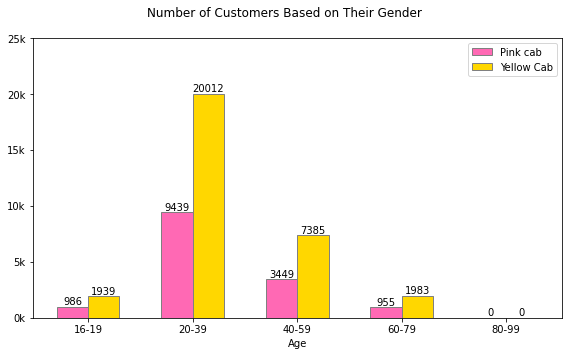 Number of Customers Based on Their Gender
25k
20k
15k
10k
5k
0k
Pink cab
Yellow Cab
986
1939
9439
20012
3449
7385
955
1983
0
0
16-19
20-39
40-59
60-79
80-99
Age